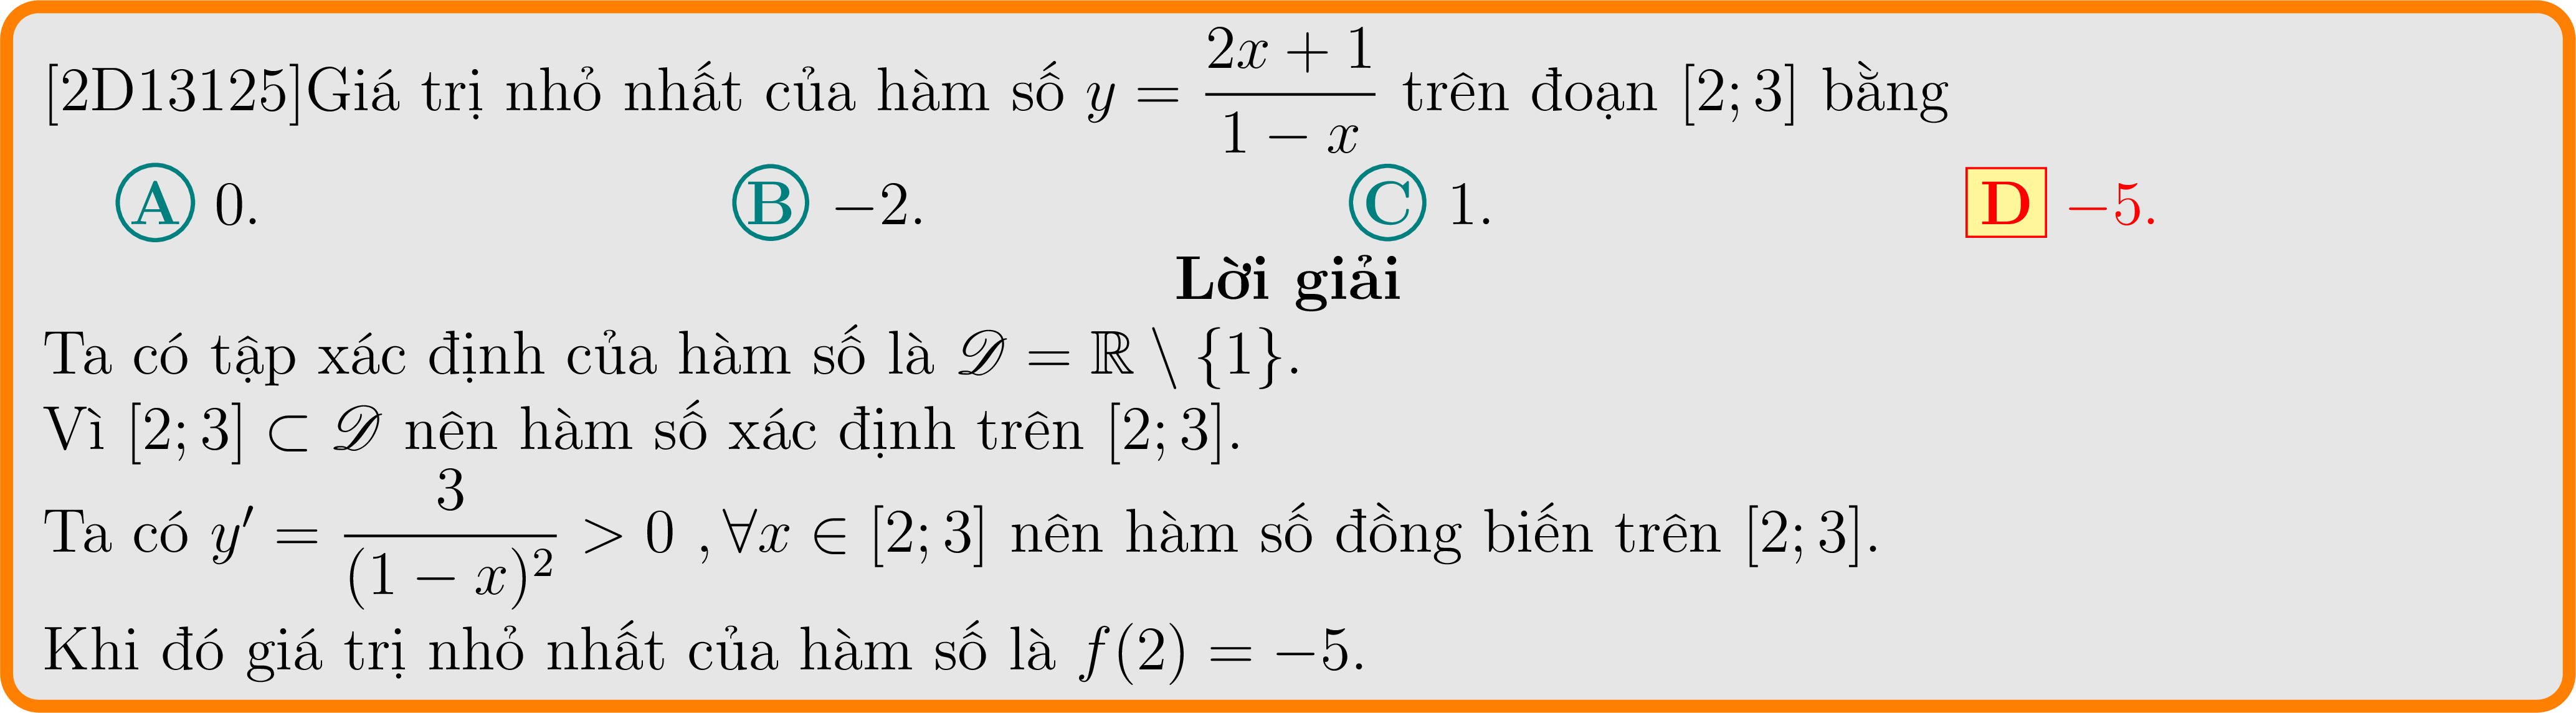 [2D13125]Giá trị nhỏ nhất của hàm số $y = \dfrac{2x+1}{1-x}$ trên đoạn $[2;3]$ bằng
A 0. B −2. C 1. D −5.
Lời giải
Ta có tập xác định của hàm số là $\mathscr{D} = \mathbb{R} \setminus \{1\}$.
Vì $[2;3] \subset \mathscr{D}$ nên hàm số xác định trên $[2;3]$.
Ta có $y' = \dfrac{3}{(1-x)^2} > 0$ , $\forall x \in [2;3]$ nên hàm số đồng biến trên $[2;3]$.
Khi đó giá trị nhỏ nhất của hàm số là $f(2) = -5$.